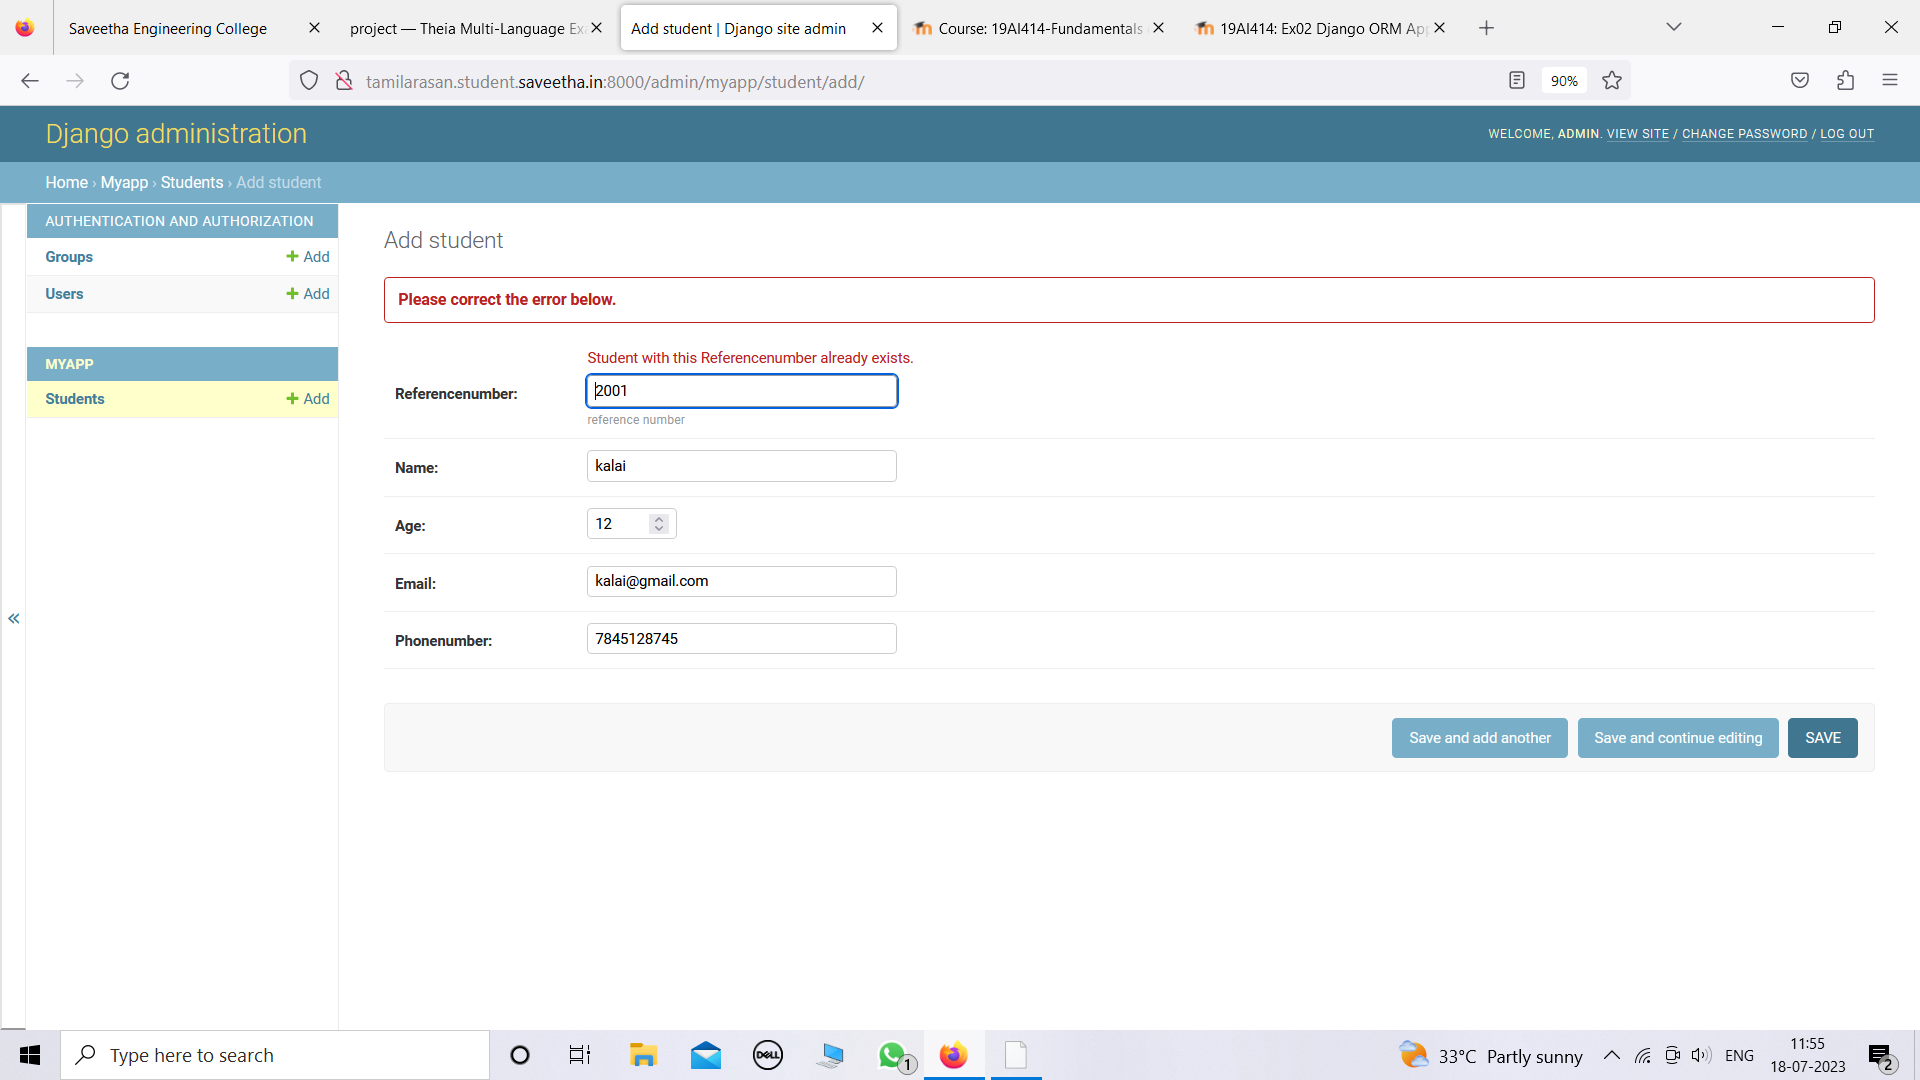 Saveetha Engineering College
project — Theia Multi-Language Ex
Add student | Django site admin
Course: 19AI414-Fundamentals
19AI414: Ex02 Django ORM App
tamilarasan.student.saveetha.in:8000/admin/myapp/student/add/
90%
Django administration
WELCOME, ADMIN. VIEW SITE / CHANGE PASSWORD / LOG OUT
Home › Myapp › Students › Add student
AUTHENTICATION AND AUTHORIZATION
Groups
Add
Users
Add
MYAPP
Students
Add
Add student
Please correct the error below.
Student with this Referencenumber already exists.
Referencenumber:
2001
reference number
Name:
kalai
Age:
12
Email:
kalai@gmail.com
Phonenumber:
7845128745
Save and add another
Save and continue editing
SAVE
«
Type here to search
DELL
1
33°C Partly sunny
ENG
11:55
18-07-2023
2